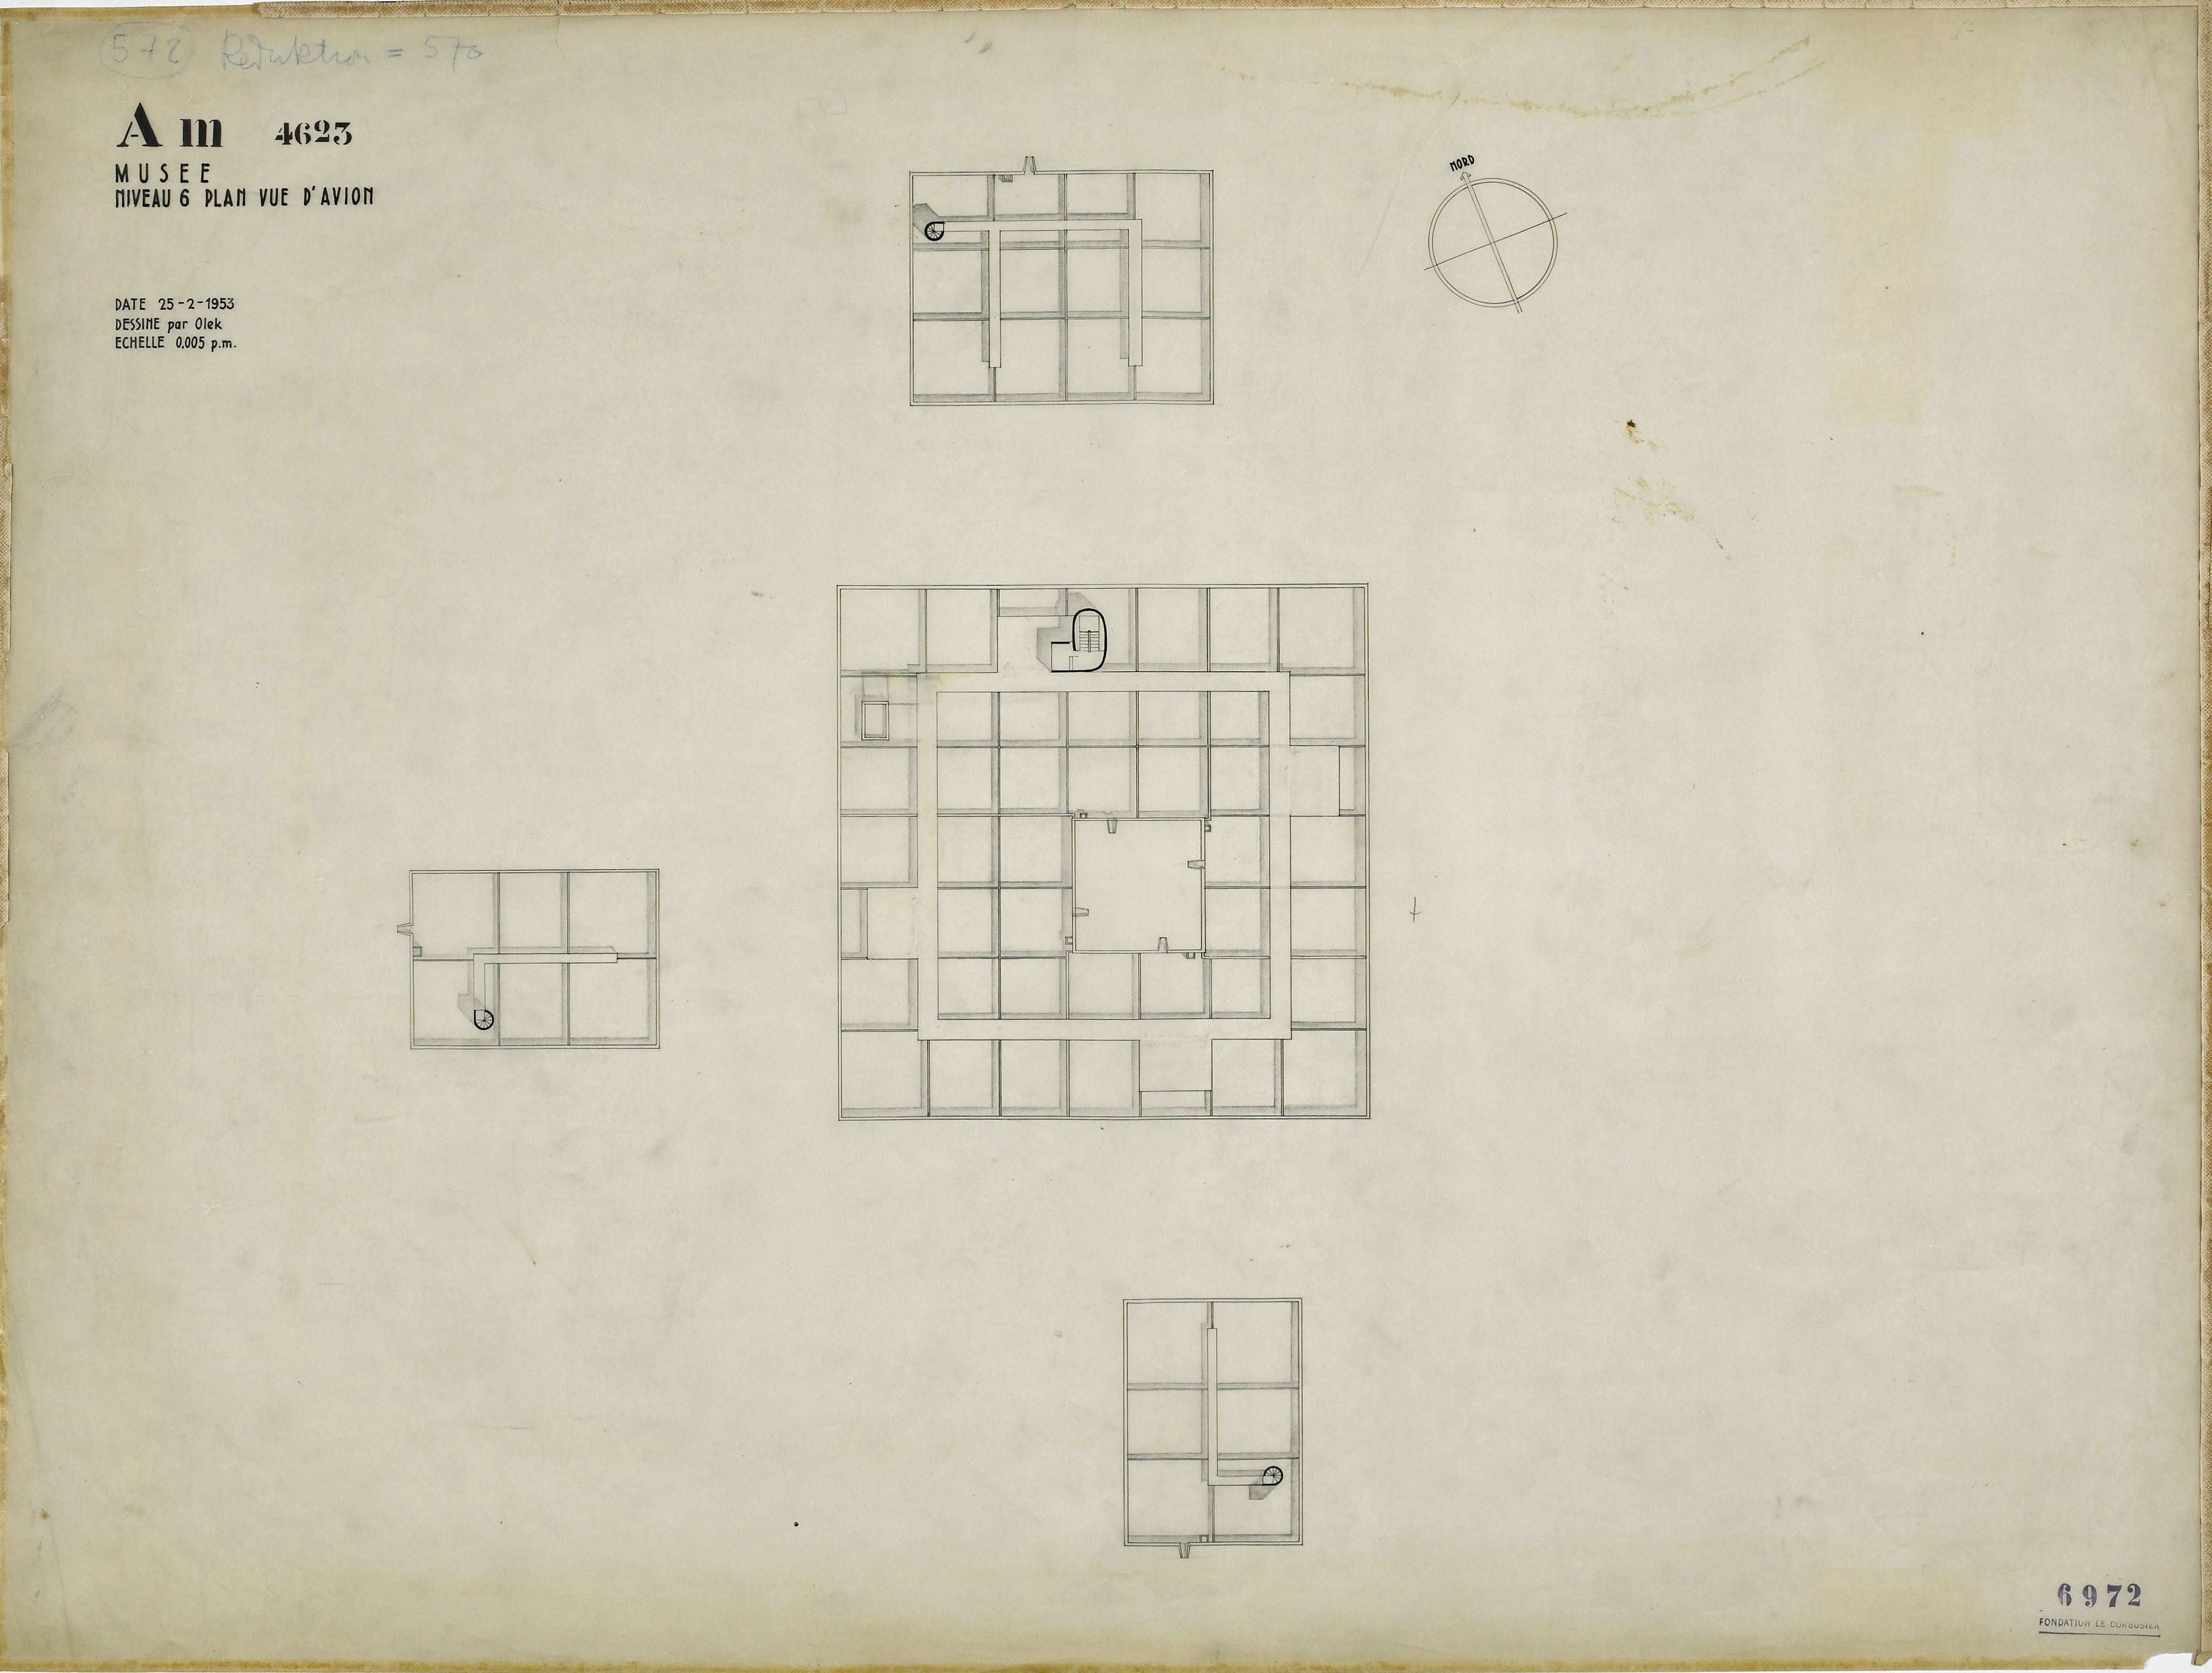 572 Reduktion = 570
Am 4623
MUSEE
NIVEAU 6 PLAN VUE D'AVION
DATE 25-2-1953
DESSINE par Olek
ECHELLE 0,005 p.m.
NORD
6972
FONDATION LE CORBUSIER